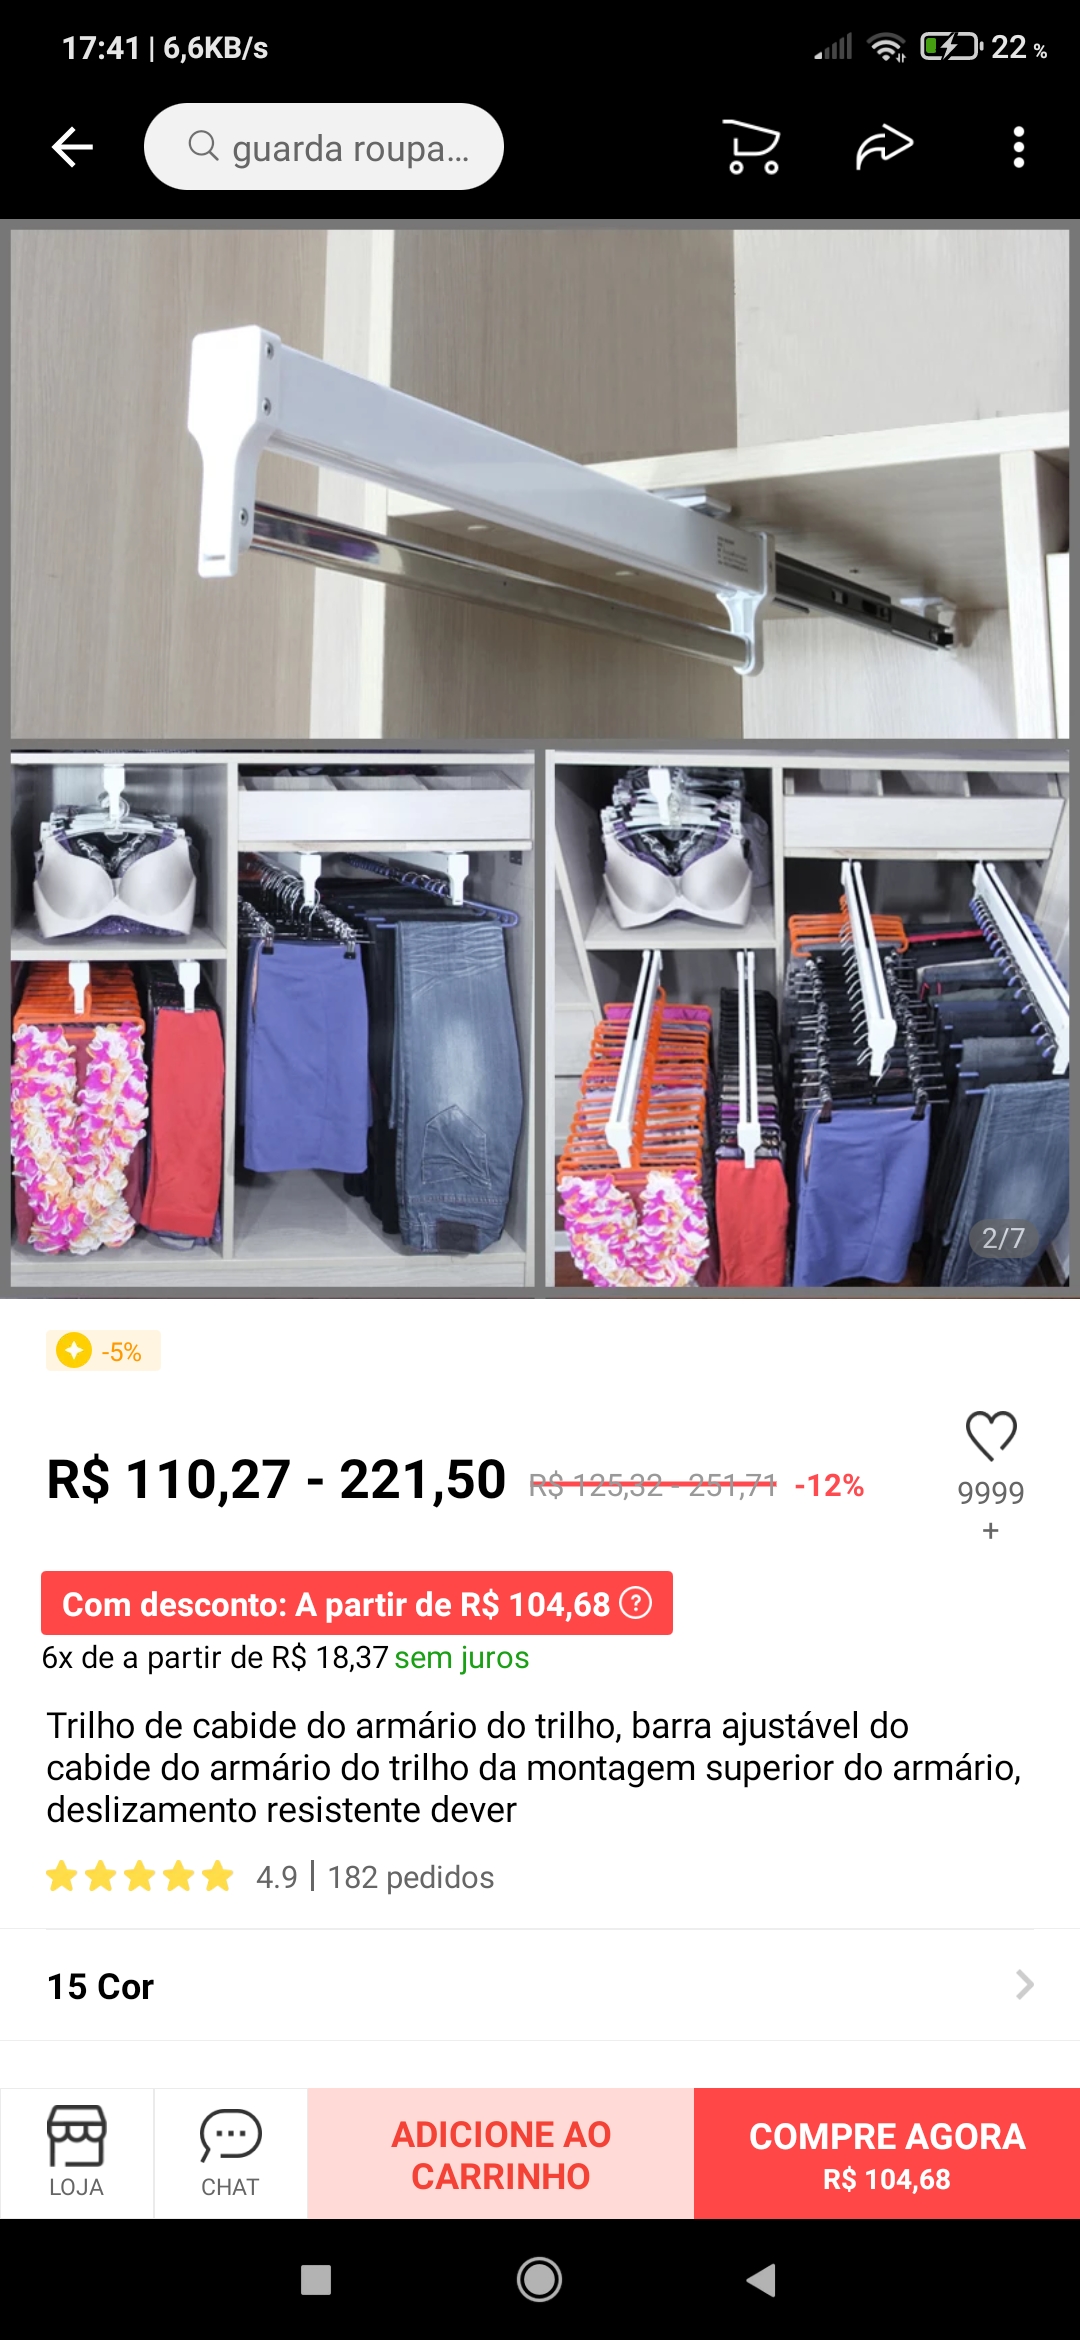 17:41 | 6,6KB/s
22 %
guarda roupa...
2/7
-5%
R$ 110,27 - 221,50 R$ 125,32 - 251,71 -12%
9999
+
Com desconto: A partir de R$ 104,68 ?
6x de a partir de R$ 18,37 sem juros
Trilho de cabide do armário do trilho, barra ajustável do
cabide do armário do trilho da montagem superior do armário,
deslizamento resistente dever
4.9 | 182 pedidos
15 Cor
LOJA
CHAT
ADICIONE AO
CARRINHO
COMPRE AGORA
R$ 104,68